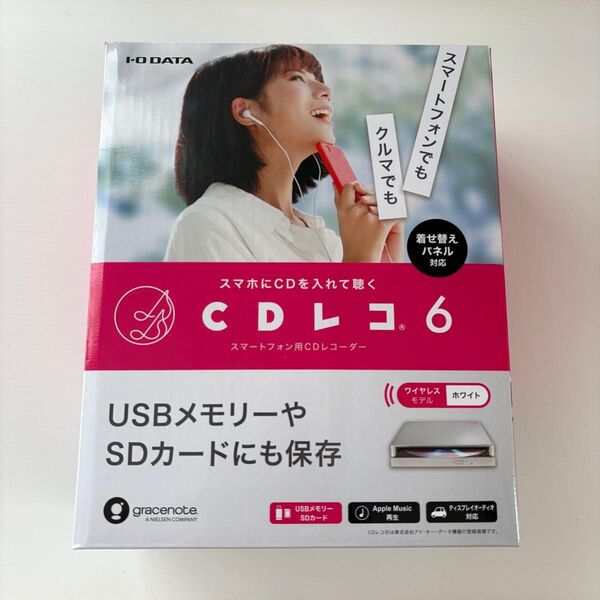 I-O DATA
スマートフォンでも
クルマでも
着せ替え
パネル
対応
スマホにCDを入れて聴く
CDレコ® 6
スマートフォン用CDレコーダー
ワイヤレス
モデル
ホワイト
USBメモリーや
SDカードにも保存
gracenote.
A NIELSEN COMPANY
USBメモリー
SDカード
Apple Music
再生
ディスプレイオーディオ
対応
CDレコ®は株式会社アイ・オー・データ機器の登録商標です。